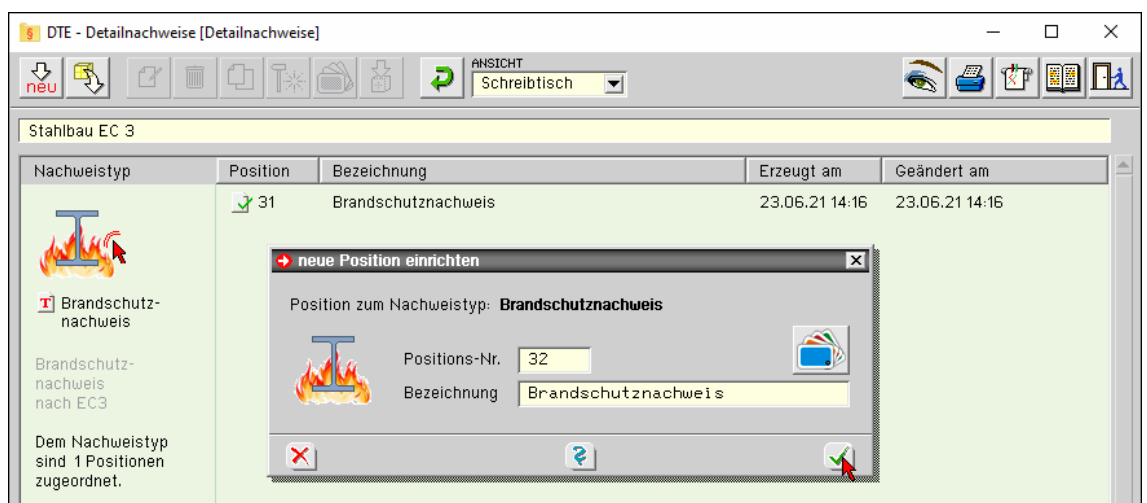 DTE - Detailnachweise [Detailnachweise]
neu
ANSICHT
Schreibtisch
Stahlbau EC 3
Nachweistyp Position Bezeichnung Erzeugt am Geändert am
31 Brandschutznachweis 23.06.21 14:16 23.06.21 14:16
T Brandschutz-
nachweis
Brandschutz-
nachweis
nach EC3
Dem Nachweistyp
sind 1 Positionen
zugeordnet.
neue Position einrichten
Position zum Nachweistyp: Brandschutznachweis
Positions-Nr. 32
Bezeichnung Brandschutznachweis